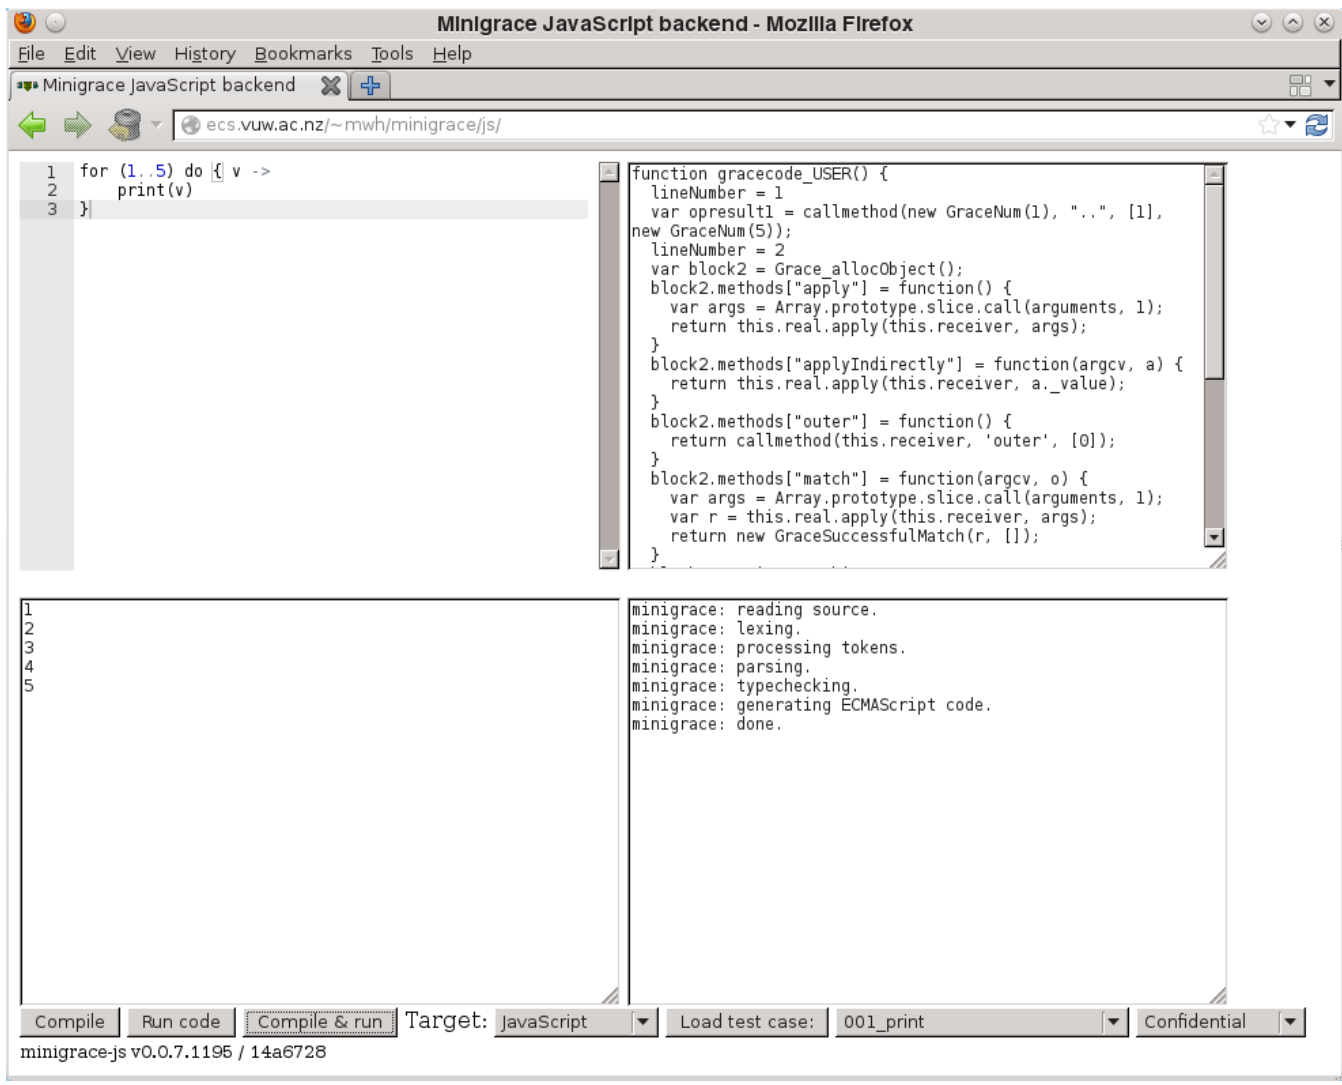 Minigrace JavaScript backend - Mozilla Firefox
File Edit View History Bookmarks Tools Help
Minigrace JavaScript backend
ecs.vuw.ac.nz/~mwh/minigrace/js/
1 for (1..5) do { v ->
2     print(v)
3 }
function gracecode_USER() {
  lineNumber = 1
  var opresult1 = callmethod(new GraceNum(1), "..", [1],
new GraceNum(5));
  lineNumber = 2
  var block2 = Grace_allocObject();
  block2.methods["apply"] = function() {
    var args = Array.prototype.slice.call(arguments, 1);
    return this.real.apply(this.receiver, args);
  }
  block2.methods["applyIndirectly"] = function(argcv, a) {
    return this.real.apply(this.receiver, a._value);
  }
  block2.methods["outer"] = function() {
    return callmethod(this.receiver, 'outer', [0]);
  }
  block2.methods["match"] = function(argcv, o) {
    var args = Array.prototype.slice.call(arguments, 1);
    var r = this.real.apply(this.receiver, args);
    return new GraceSuccessfulMatch(r, []);
  }
1
2
3
4
5
minigrace: reading source.
minigrace: lexing.
minigrace: processing tokens.
minigrace: parsing.
minigrace: typechecking.
minigrace: generating ECMAScript code.
minigrace: done.
Compile Run code Compile & run Target: JavaScript Load test case: 001_print Confidential
minigrace-js v0.0.7.1195 / 14a6728